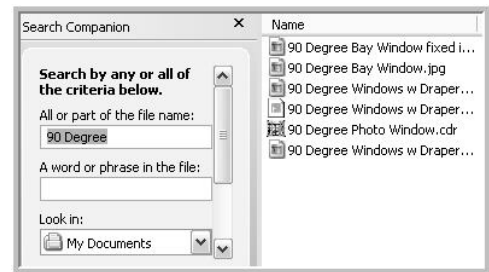 Search Companion
Search by any or all of
the criteria below.
All or part of the file name:
90 Degree
A word or phrase in the file:
Look in:
My Documents
Name
90 Degree Bay Window fixed i...
90 Degree Bay Window.jpg
90 Degree Windows w Draper...
90 Degree Windows w Draper...
90 Degree Photo Window.cdr
90 Degree Windows w Draper...